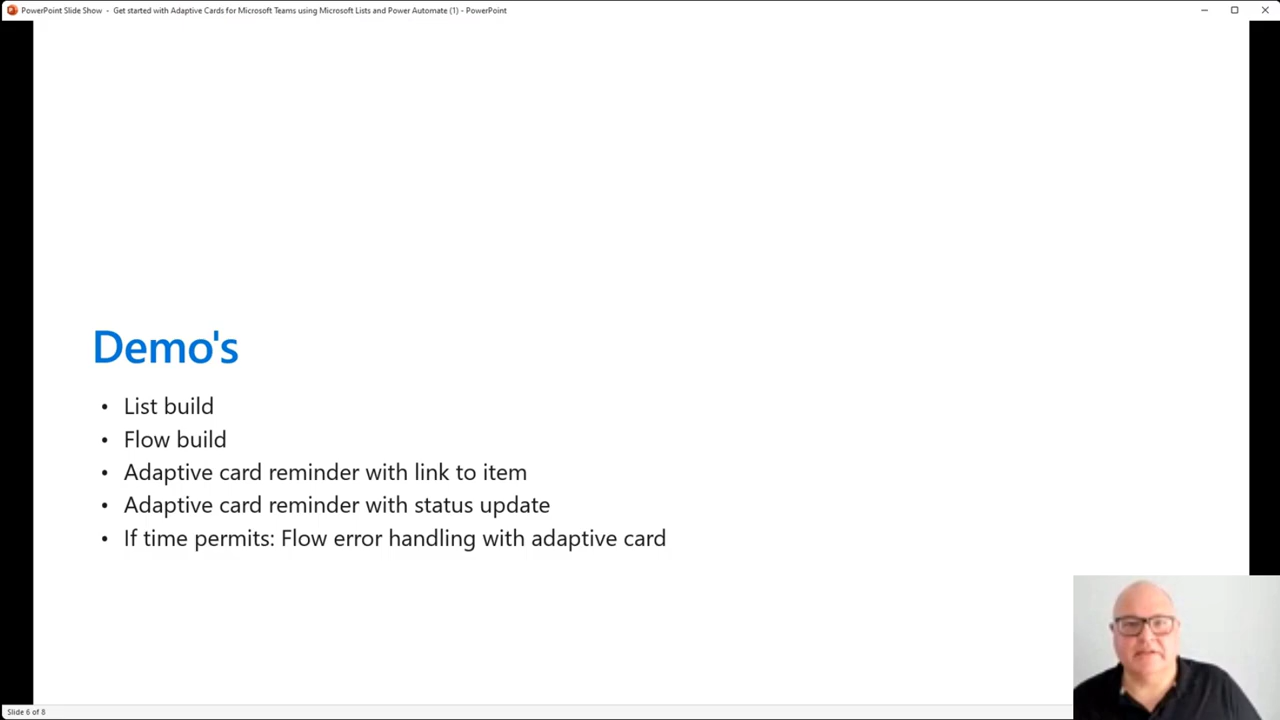 PowerPoint Slide Show - Get started with Adaptive Cards for Microsoft Teams using Microsoft Lists and Power Automate (1) - PowerPoint
Demo's
• List build
• Flow build
• Adaptive card reminder with link to item
• Adaptive card reminder with status update
• If time permits: Flow error handling with adaptive card
Slide 6 of 8